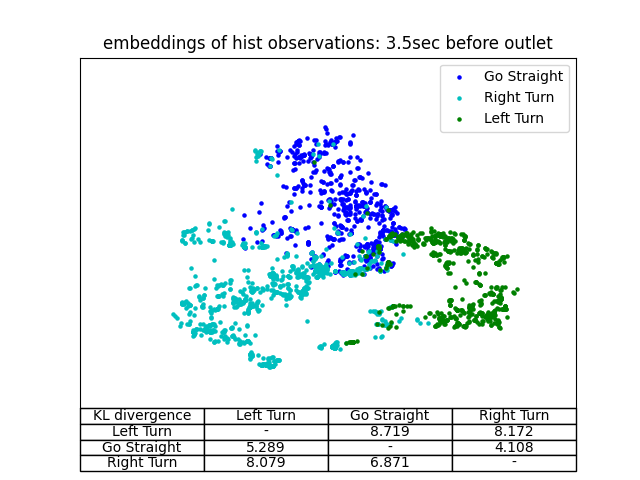 embeddings of hist observations: 3.5sec before outlet
Go Straight
Right Turn
Left Turn
KL divergence Left Turn Go Straight Right Turn
Left Turn - 8.719 8.172
Go Straight 5.289 - 4.108
Right Turn 8.079 6.871 -